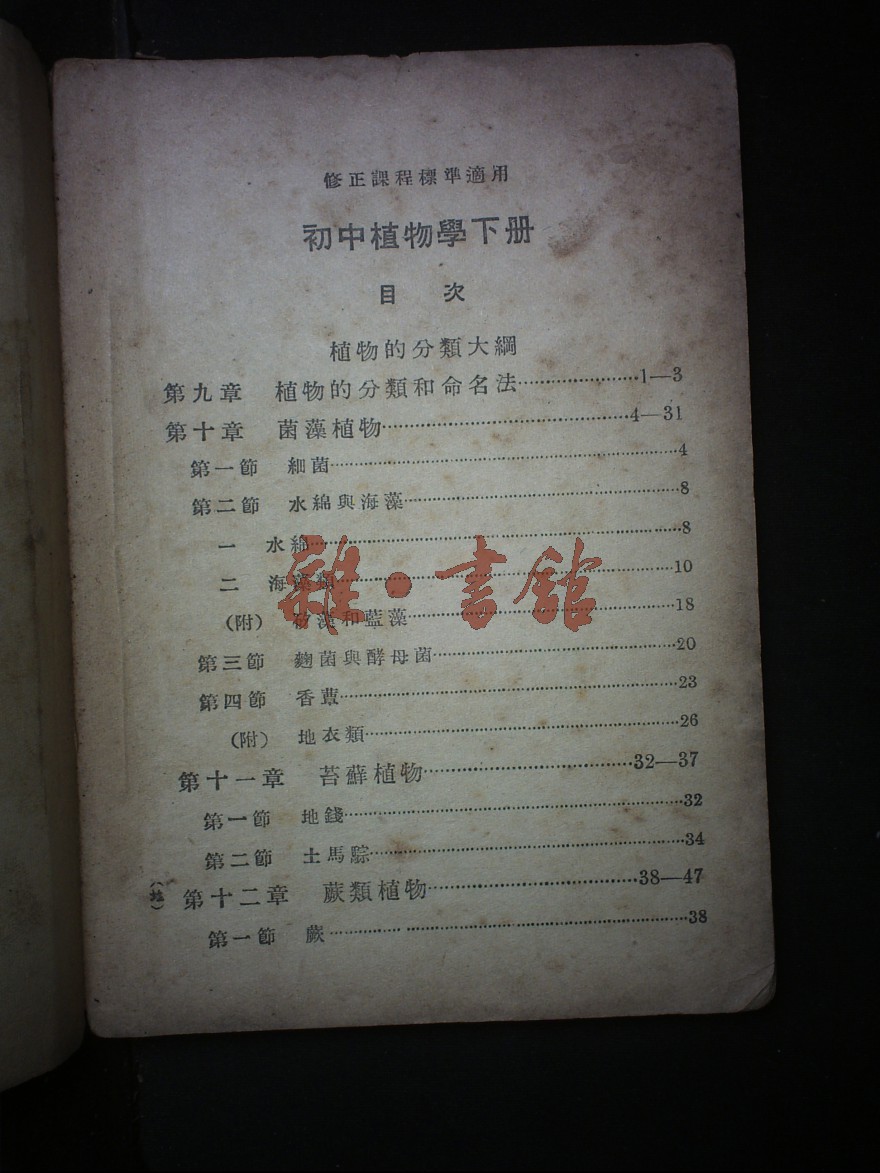 修正課程標準適用
初中植物學下册
目 次
植物的分類大綱
第九章 植物的分類和命名法…………………1—3
第十章 菌藻植物…………………4—31
第一節 細菌…………………4
第二節 水綿與海藻…………………8
一 水綿…………………8
二 海藻類…………………10
(附) 矽藻和藍藻…………………18
第三節 麴菌與酵母菌…………………20
第四節 香蕈…………………23
(附) 地衣類…………………26
第十一章 苔蘚植物…………………32—37
第一節 地錢…………………32
第二節 土馬騌…………………34
第十二章 蕨類植物…………………38—47
第一節 蕨…………………38
雜·書館